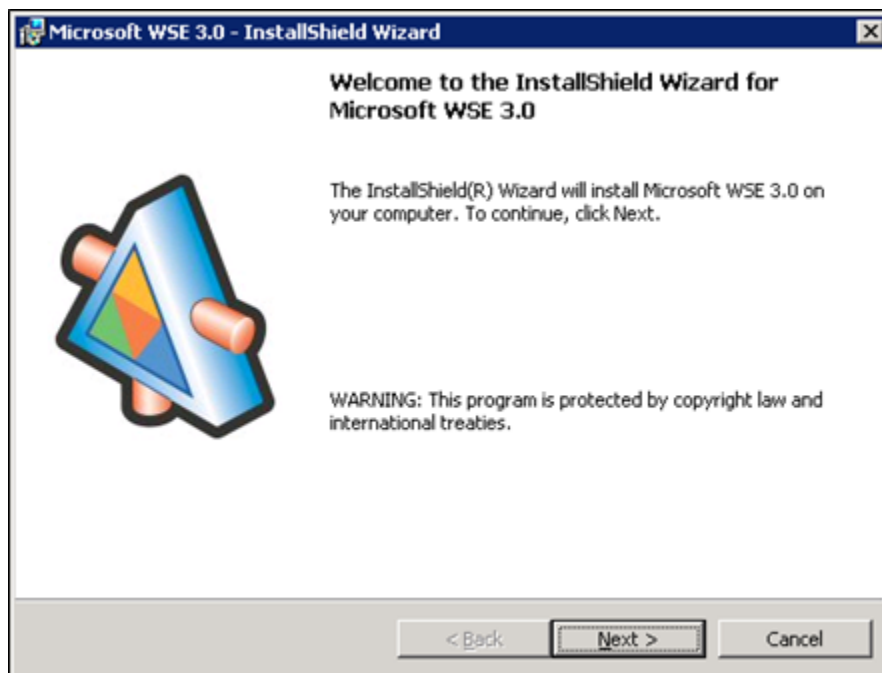 Microsoft WSE 3.0 - InstallShield Wizard
Welcome to the InstallShield Wizard for
Microsoft WSE 3.0
The InstallShield(R) Wizard will install Microsoft WSE 3.0 on
your computer. To continue, click Next.
WARNING: This program is protected by copyright law and
international treaties.
< Back Next > Cancel